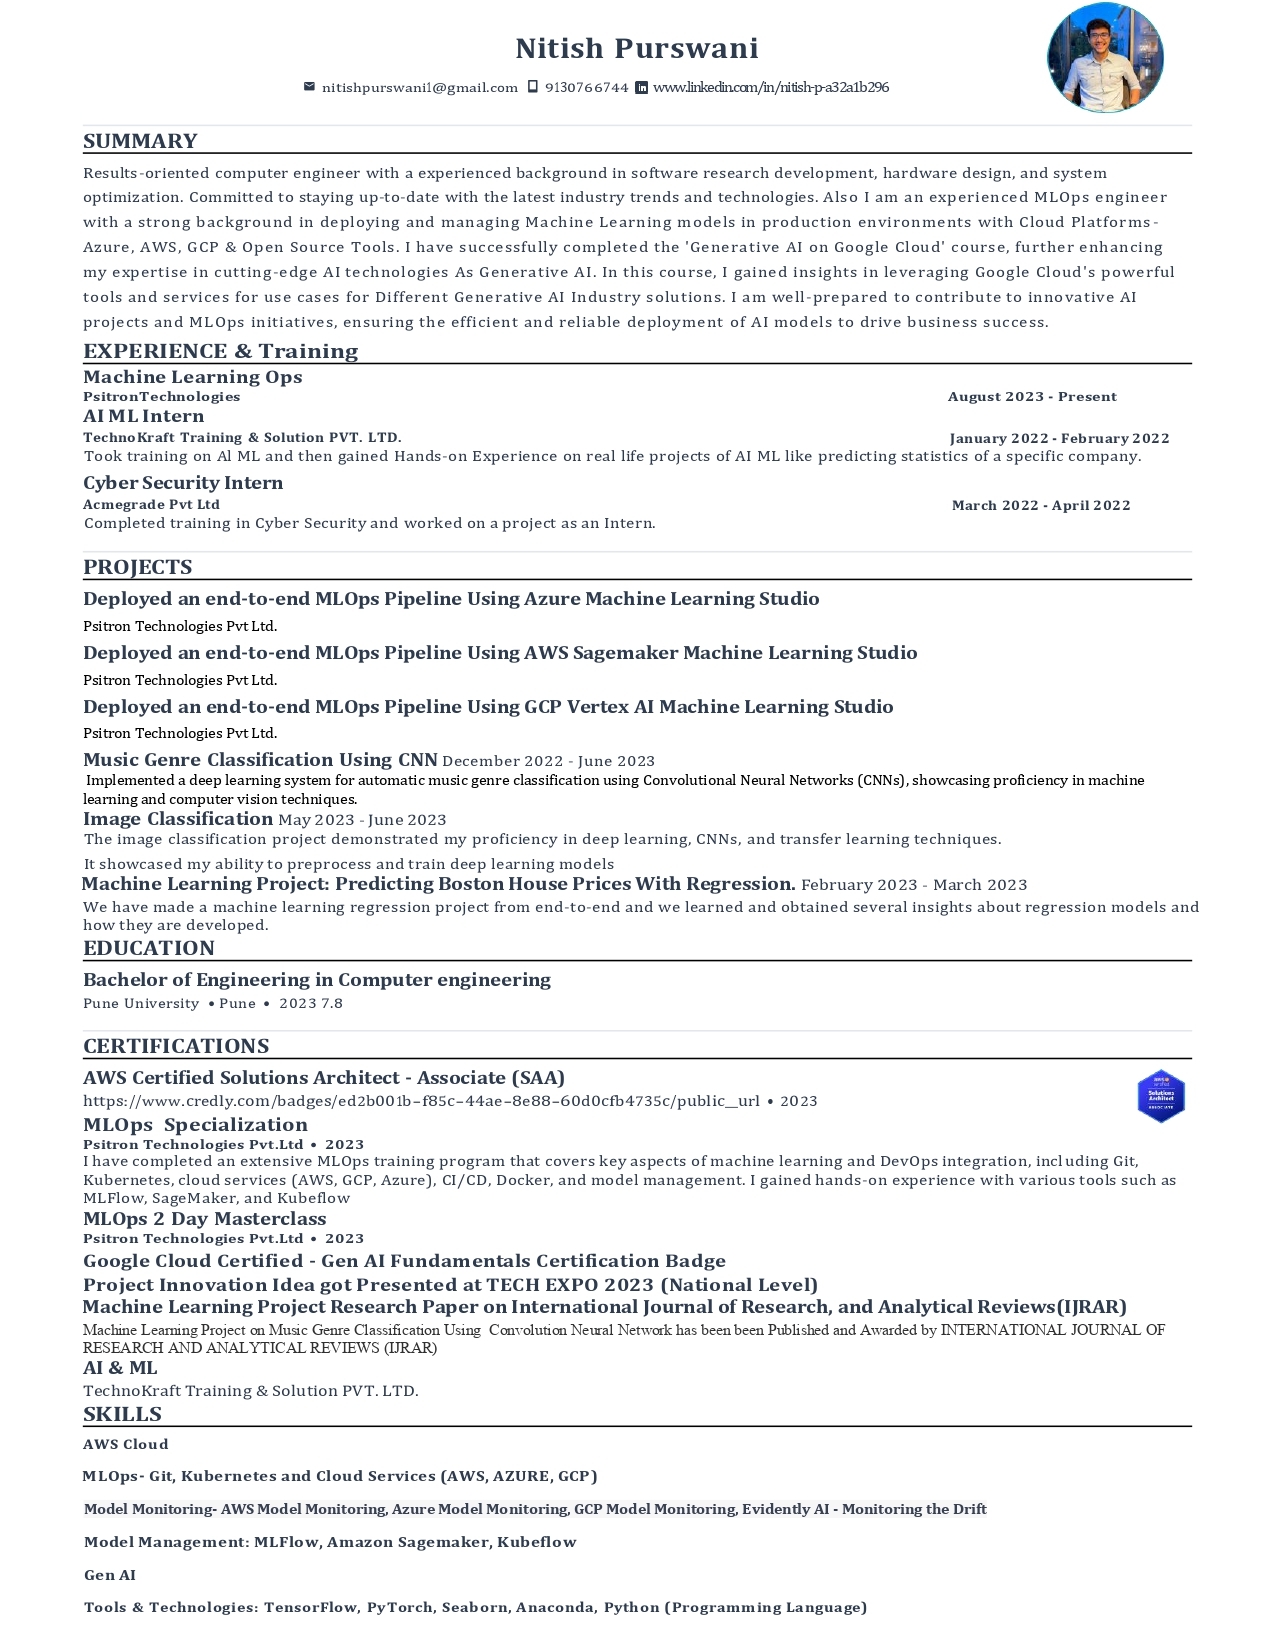 Nitish Purswani
nitishpurswani1@gmail.com 9130766744 in www.linkedin.com/in/nitish-p-a32a1b296
SUMMARY
Results-oriented computer engineer with a experienced background in software research development, hardware design, and system
optimization. Committed to staying up-to-date with the latest industry trends and technologies. Also I am an experienced MLOps engineer
with a strong background in deploying and managing Machine Learning models in production environments with Cloud Platforms-
Azure, AWS, GCP & Open Source Tools. I have successfully completed the 'Generative AI on Google Cloud' course, further enhancing
my expertise in cutting-edge AI technologies As Generative AI. In this course, I gained insights in leveraging Google Cloud's powerful
tools and services for use cases for Different Generative AI Industry solutions. I am well-prepared to contribute to innovative AI
projects and MLOps initiatives, ensuring the efficient and reliable deployment of AI models to drive business success.
EXPERIENCE & Training
Machine Learning Ops
PsitronTechnologies August 2023 - Present
AI ML Intern
TechnoKraft Training & Solution PVT. LTD. January 2022 - February 2022
Took training on Al ML and then gained Hands-on Experience on real life projects of AI ML like predicting statistics of a specific company.
Cyber Security Intern
Acmegrade Pvt Ltd March 2022 - April 2022
Completed training in Cyber Security and worked on a project as an Intern.
PROJECTS
Deployed an end-to-end MLOps Pipeline Using Azure Machine Learning Studio
Psitron Technologies Pvt Ltd.
Deployed an end-to-end MLOps Pipeline Using AWS Sagemaker Machine Learning Studio
Psitron Technologies Pvt Ltd.
Deployed an end-to-end MLOps Pipeline Using GCP Vertex AI Machine Learning Studio
Psitron Technologies Pvt Ltd.
Music Genre Classification Using CNN December 2022 - June 2023
Implemented a deep learning system for automatic music genre classification using Convolutional Neural Networks (CNNs), showcasing proficiency in machine
learning and computer vision techniques.
Image Classification May 2023 - June 2023
The image classification project demonstrated my proficiency in deep learning, CNNs, and transfer learning techniques.
It showcased my ability to preprocess and train deep learning models
Machine Learning Project: Predicting Boston House Prices With Regression. February 2023 - March 2023
We have made a machine learning regression project from end-to-end and we learned and obtained several insights about regression models and
how they are developed.
EDUCATION
Bachelor of Engineering in Computer engineering
Pune University • Pune • 2023 7.8
CERTIFICATIONS
AWS Certified Solutions Architect - Associate (SAA)
https://www.credly.com/badges/ed2b001b-f85c-44ae-8e88-60d0cfb4735c/public_url • 2023
aws certified
Solutions
Architect
ASSOCIATE
MLOps Specialization
Psitron Technologies Pvt.Ltd • 2023
I have completed an extensive MLOps training program that covers key aspects of machine learning and DevOps integration, including Git,
Kubernetes, cloud services (AWS, GCP, Azure), CI/CD, Docker, and model management. I gained hands-on experience with various tools such as
MLFlow, SageMaker, and Kubeflow
MLOps 2 Day Masterclass
Psitron Technologies Pvt.Ltd • 2023
Google Cloud Certified - Gen AI Fundamentals Certification Badge
Project Innovation Idea got Presented at TECH EXPO 2023 (National Level)
Machine Learning Project Research Paper on International Journal of Research, and Analytical Reviews(IJRAR)
Machine Learning Project on Music Genre Classification Using Convolution Neural Network has been been Published and Awarded by INTERNATIONAL JOURNAL OF
RESEARCH AND ANALYTICAL REVIEWS (IJRAR)
AI & ML
TechnoKraft Training & Solution PVT. LTD.
SKILLS
AWS Cloud
MLOps- Git, Kubernetes and Cloud Services (AWS, AZURE, GCP)
Model Monitoring- AWS Model Monitoring, Azure Model Monitoring, GCP Model Monitoring, Evidently AI - Monitoring the Drift
Model Management: MLFlow, Amazon Sagemaker, Kubeflow
Gen AI
Tools & Technologies: TensorFlow, PyTorch, Seaborn, Anaconda, Python (Programming Language)